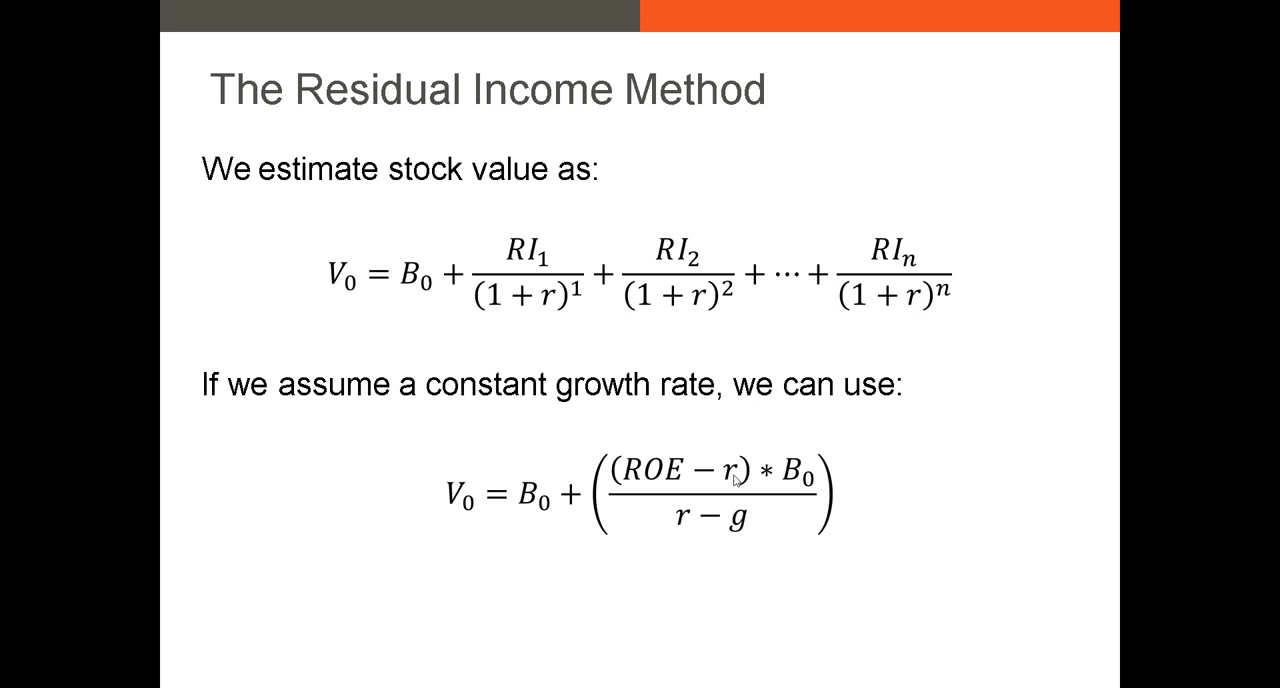 The Residual Income Method
We estimate stock value as:
V₀ = B₀ + RI₁/(1 + r)¹ + RI₂/(1 + r)² + ⋯ + RIₙ/(1 + r)ⁿ
If we assume a constant growth rate, we can use:
V₀ = B₀ + (((ROE − r) * B₀)/(r − g))